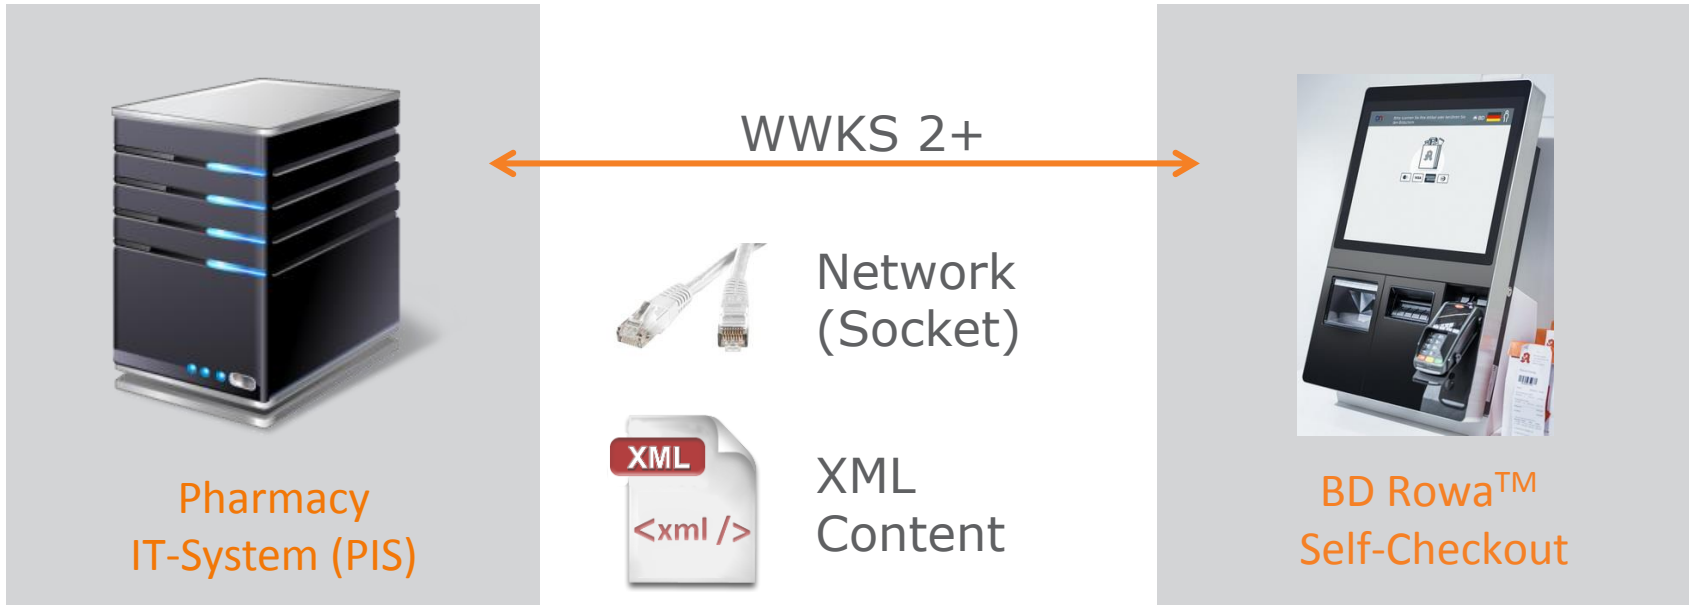 WWKS 2+
Network
(Socket)
XML
<xml />
XML
Content
Pharmacy
IT-System (PIS)
BD Rowa™
Self-Checkout